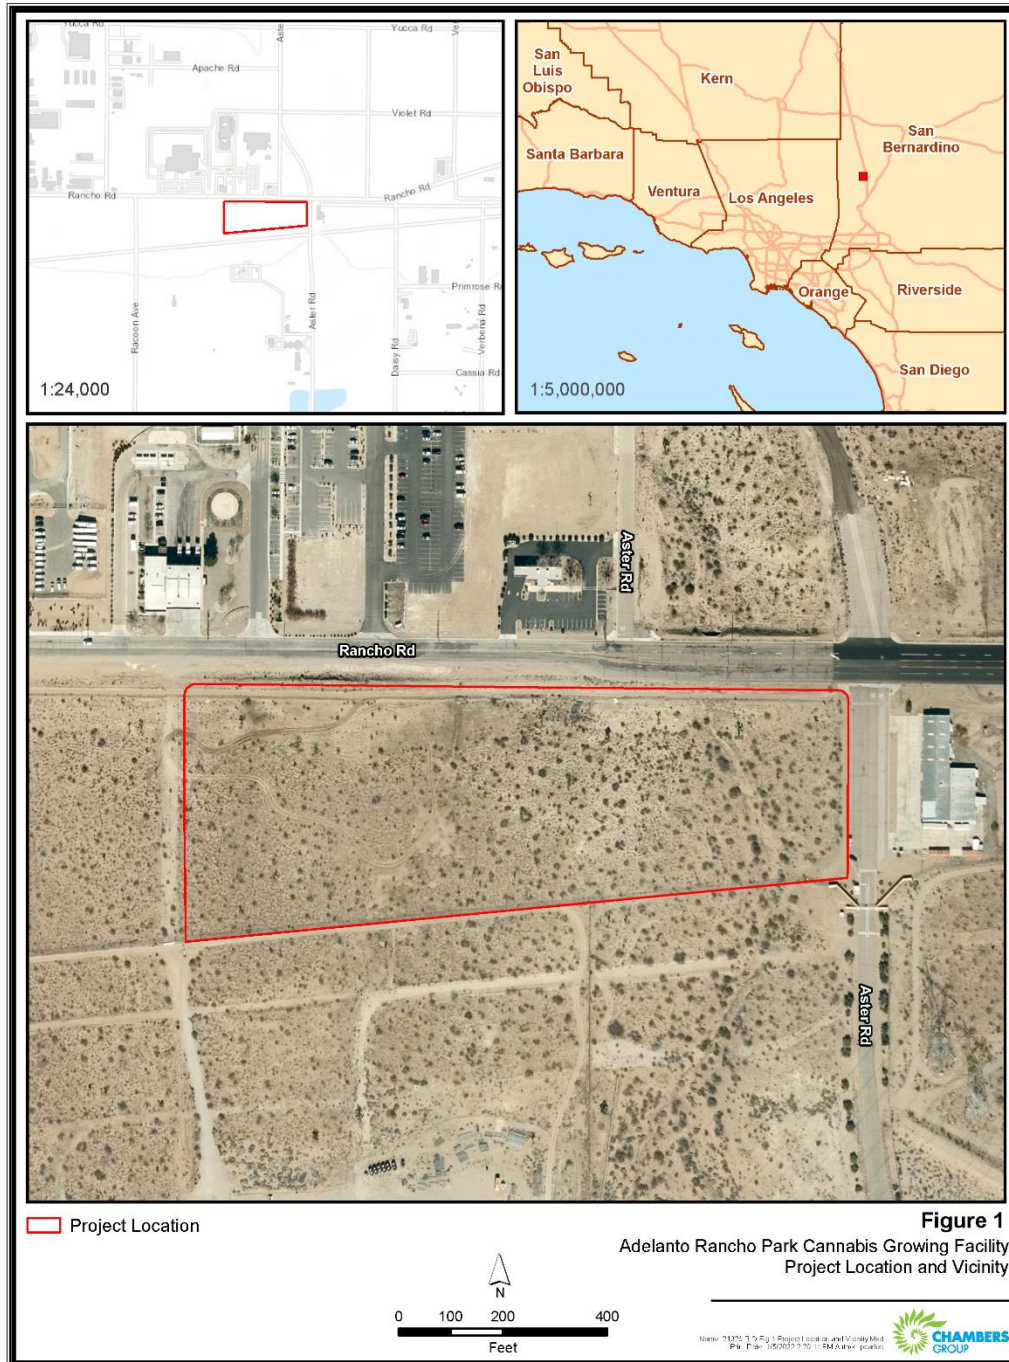 Yucca Rd
Aste
Yucca Rd
Ve
Apache Rd
Violet Rd
Rancho Rd
Rancho Rd
Primrose R
Racoon Ave
Aster Rd
Daisy Rd
Verbena Rd
Cassia Rd
1:24,000
San
Luis
Obispo
Kern
San
Bernardino
Santa Barbara
Ventura
Los Angeles
Orange
Riverside
San Diego
1:5,000,000
Aster Rd
Rancho Rd
Aster Rd
Project Location
Figure 1
Adelanto Rancho Park Cannabis Growing Facility
Project Location and Vicinity
N
0 100 200 400
Feet
CHAMBERS
GROUP